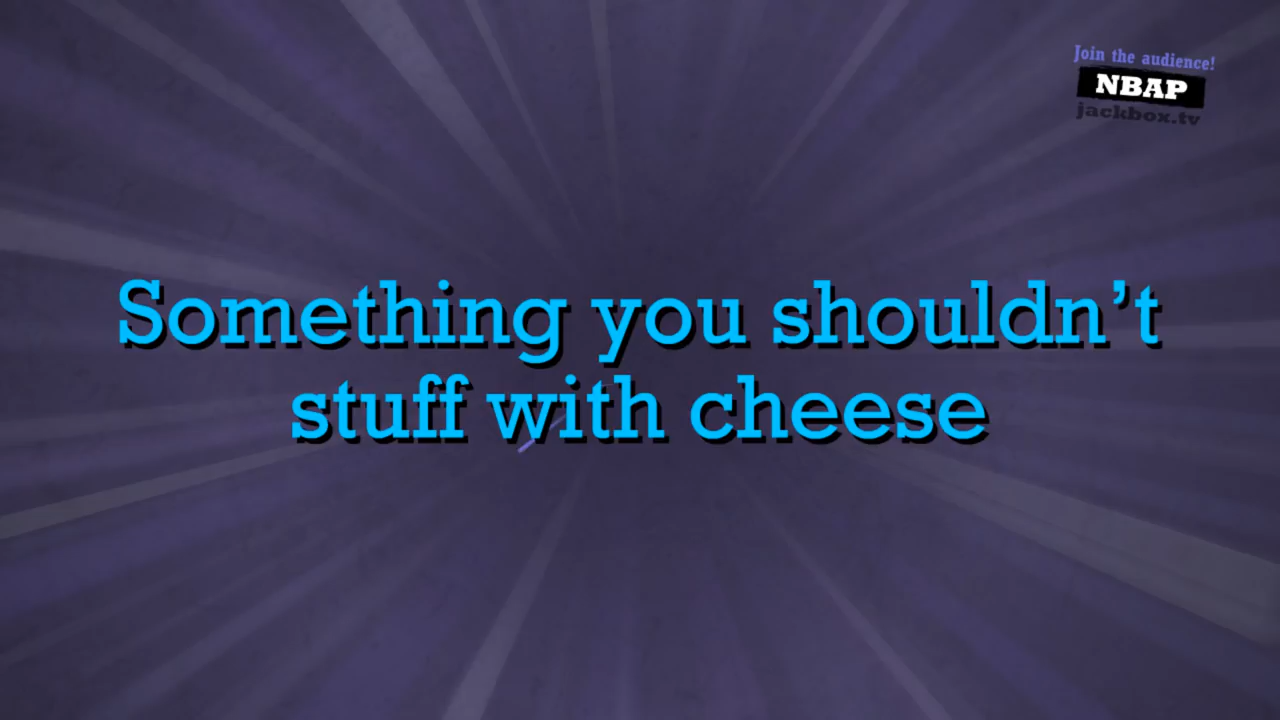 Join the audience!
NBAP
jackbox.tv
Something you shouldn’t
stuff with cheese